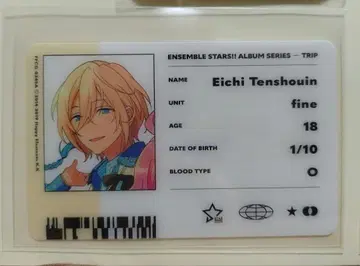 ENSEMBLE STARS!! ALBUM SERIES — TRIP
NAME Eichi Tenshouin
UNIT fine
AGE 18
DATE OF BIRTH 1/10
BLOOD TYPE O